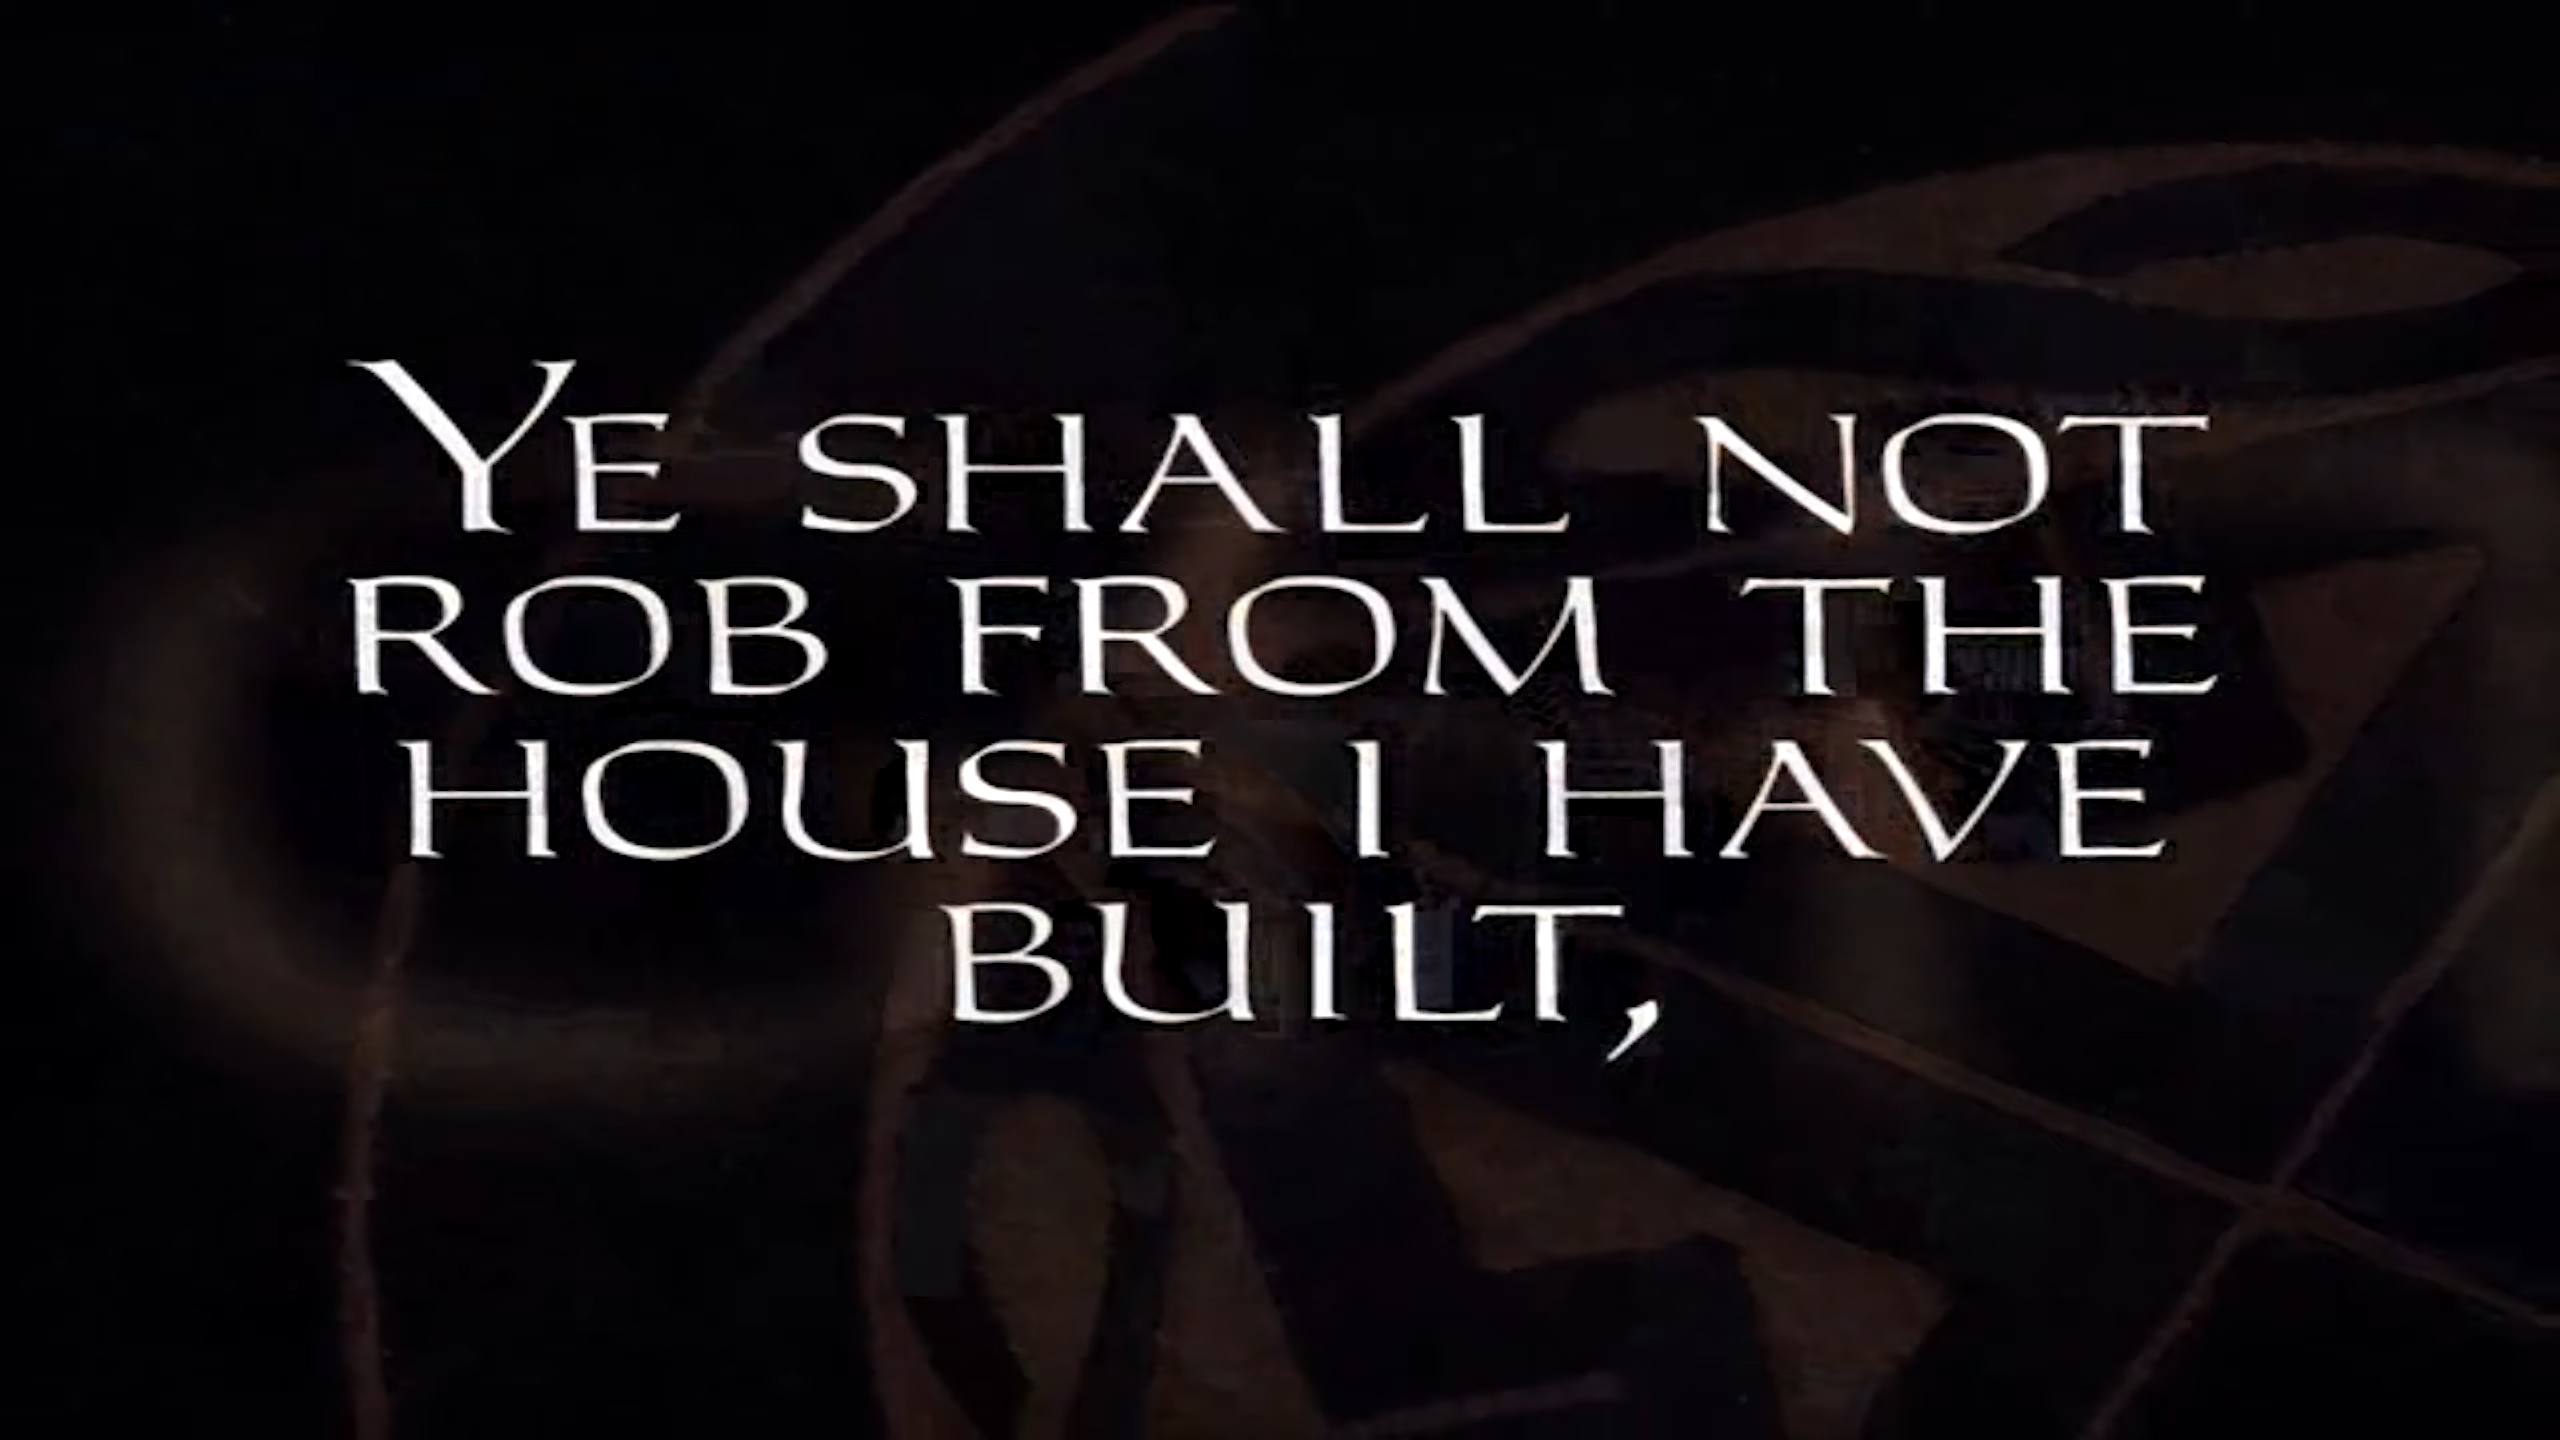 YE SHALL NOT
ROB FROM THE
HOUSE I HAVE
BUILT,